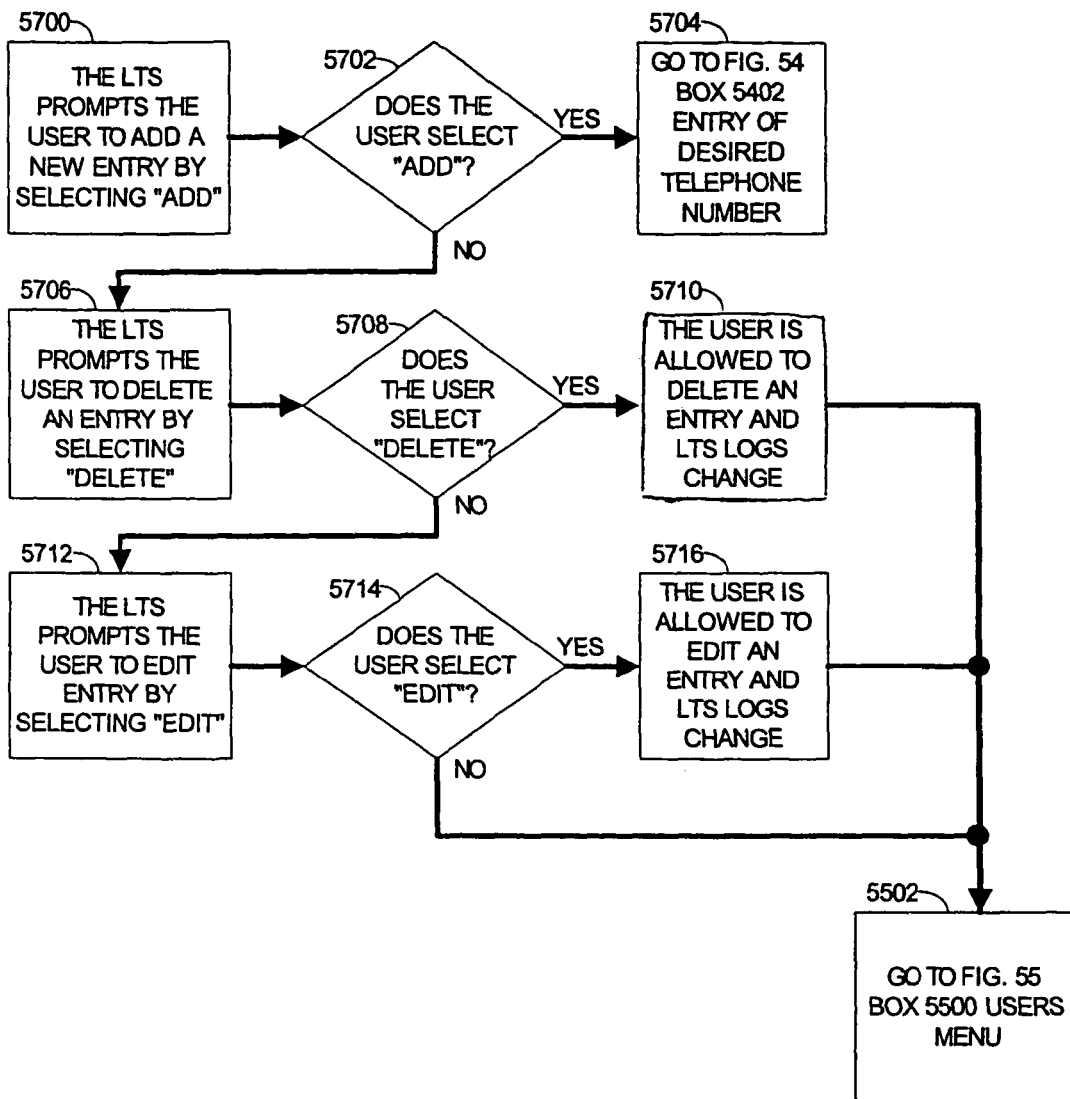 5700
THE LTS
PROMPTS THE
USER TO ADD A
NEW ENTRY BY
SELECTING "ADD"
5702
DOES THE
USER SELECT
"ADD"?
YES
NO
5704
GO TO FIG. 54
BOX 5402
ENTRY OF
DESIRED
TELEPHONE
NUMBER
5706
THE LTS
PROMPTS THE
USER TO DELETE
AN ENTRY BY
SELECTING
"DELETE"
5708
DOES
THE USER
SELECT
"DELETE"?
YES
NO
5710
THE USER IS
ALLOWED TO
DELETE AN
ENTRY AND
LTS LOGS
CHANGE
5712
THE LTS
PROMPTS THE
USER TO EDIT
ENTRY BY
SELECTING "EDIT"
5714
DOES THE
USER SELECT
"EDIT"?
YES
NO
5716
THE USER IS
ALLOWED TO
EDIT AN
ENTRY AND
LTS LOGS
CHANGE
5502
GO TO FIG. 55
BOX 5500 USERS
MENU